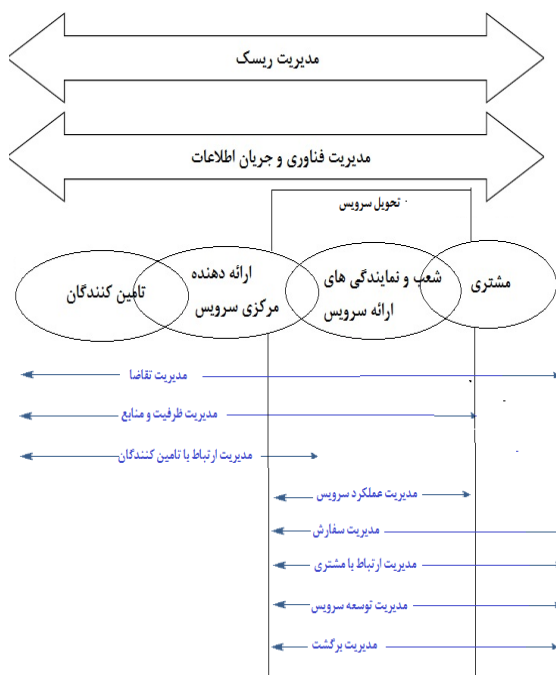 مدیریت ریسک
مدیریت فناوری و جریان اطلاعات
تحویل سرویس
مشتری
شعب و نمایندگی های
ارائه سرویس
ارائه دهنده
مرکزی سرویس
تامین کنندگان
مدیریت تقاضا
مدیریت ظرفیت و منابع
مدیریت ارتباط با تامین کنندگان
مدیریت عملکرد سرویس
مدیریت سفارش
مدیریت ارتباط با مشتری
مدیریت توسعه سرویس
مدیریت برگشت